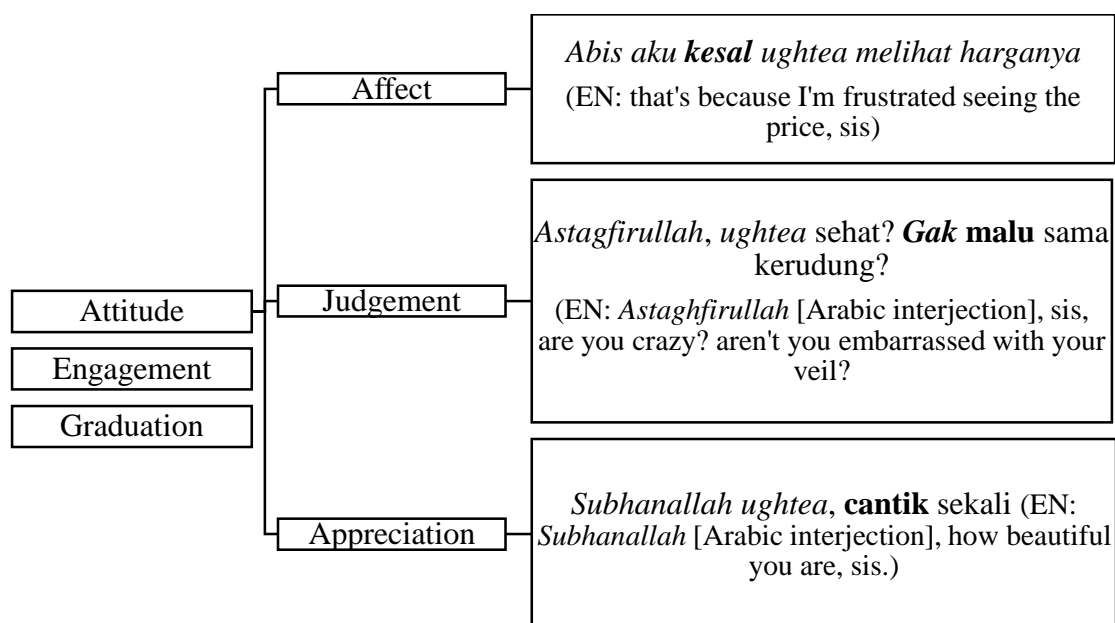 Attitude
Engagement
Graduation
Affect
Judgement
Appreciation
Abis aku kesal ughtea melihat harganya
(EN: that's because I'm frustrated seeing the
price, sis)
Astagfirullah, ughtea sehat? Gak malu sama
kerudung?
(EN: Astaghfirullah [Arabic interjection], sis,
are you crazy? aren't you embarrassed with your
veil?
Subhanallah ughtea, cantik sekali (EN:
Subhanallah [Arabic interjection], how beautiful
you are, sis.)